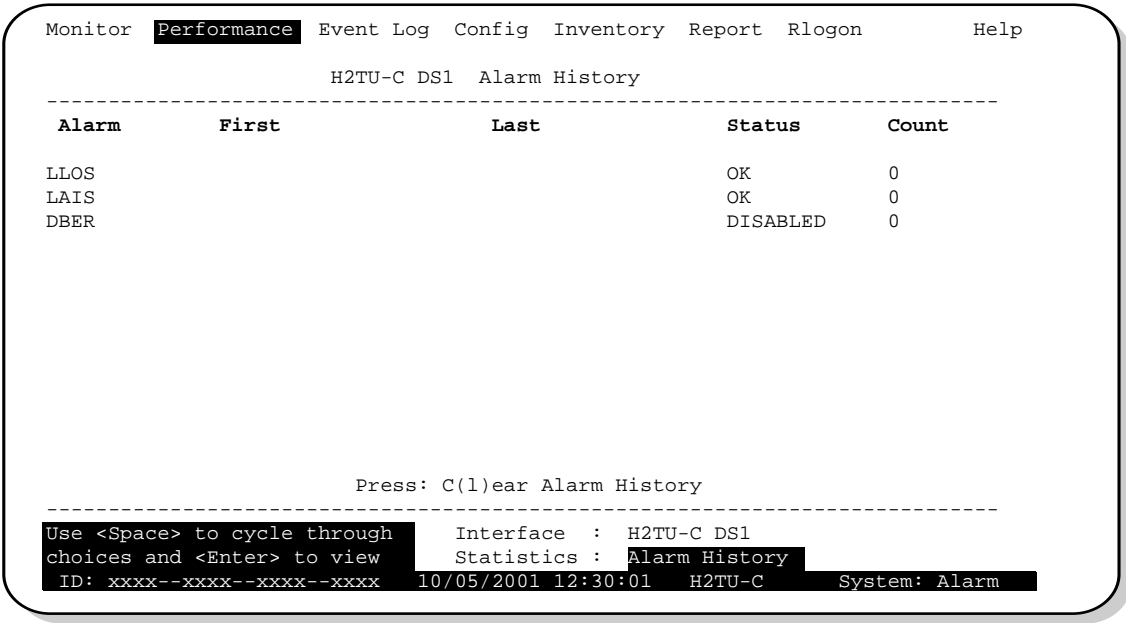 Monitor Performance Event Log Config Inventory Report Rlogon Help
H2TU-C DS1 Alarm History
------------------------------------------------------------------------------
Alarm First Last Status Count
LLOS OK 0
LAIS OK 0
DBER DISABLED 0
Press: C(l)ear Alarm History
------------------------------------------------------------------------------
Use <Space> to cycle through Interface : H2TU-C DS1
choices and <Enter> to view Statistics : Alarm History
ID: xxxx--xxxx--xxxx--xxxx 10/05/2001 12:30:01 H2TU-C System: Alarm